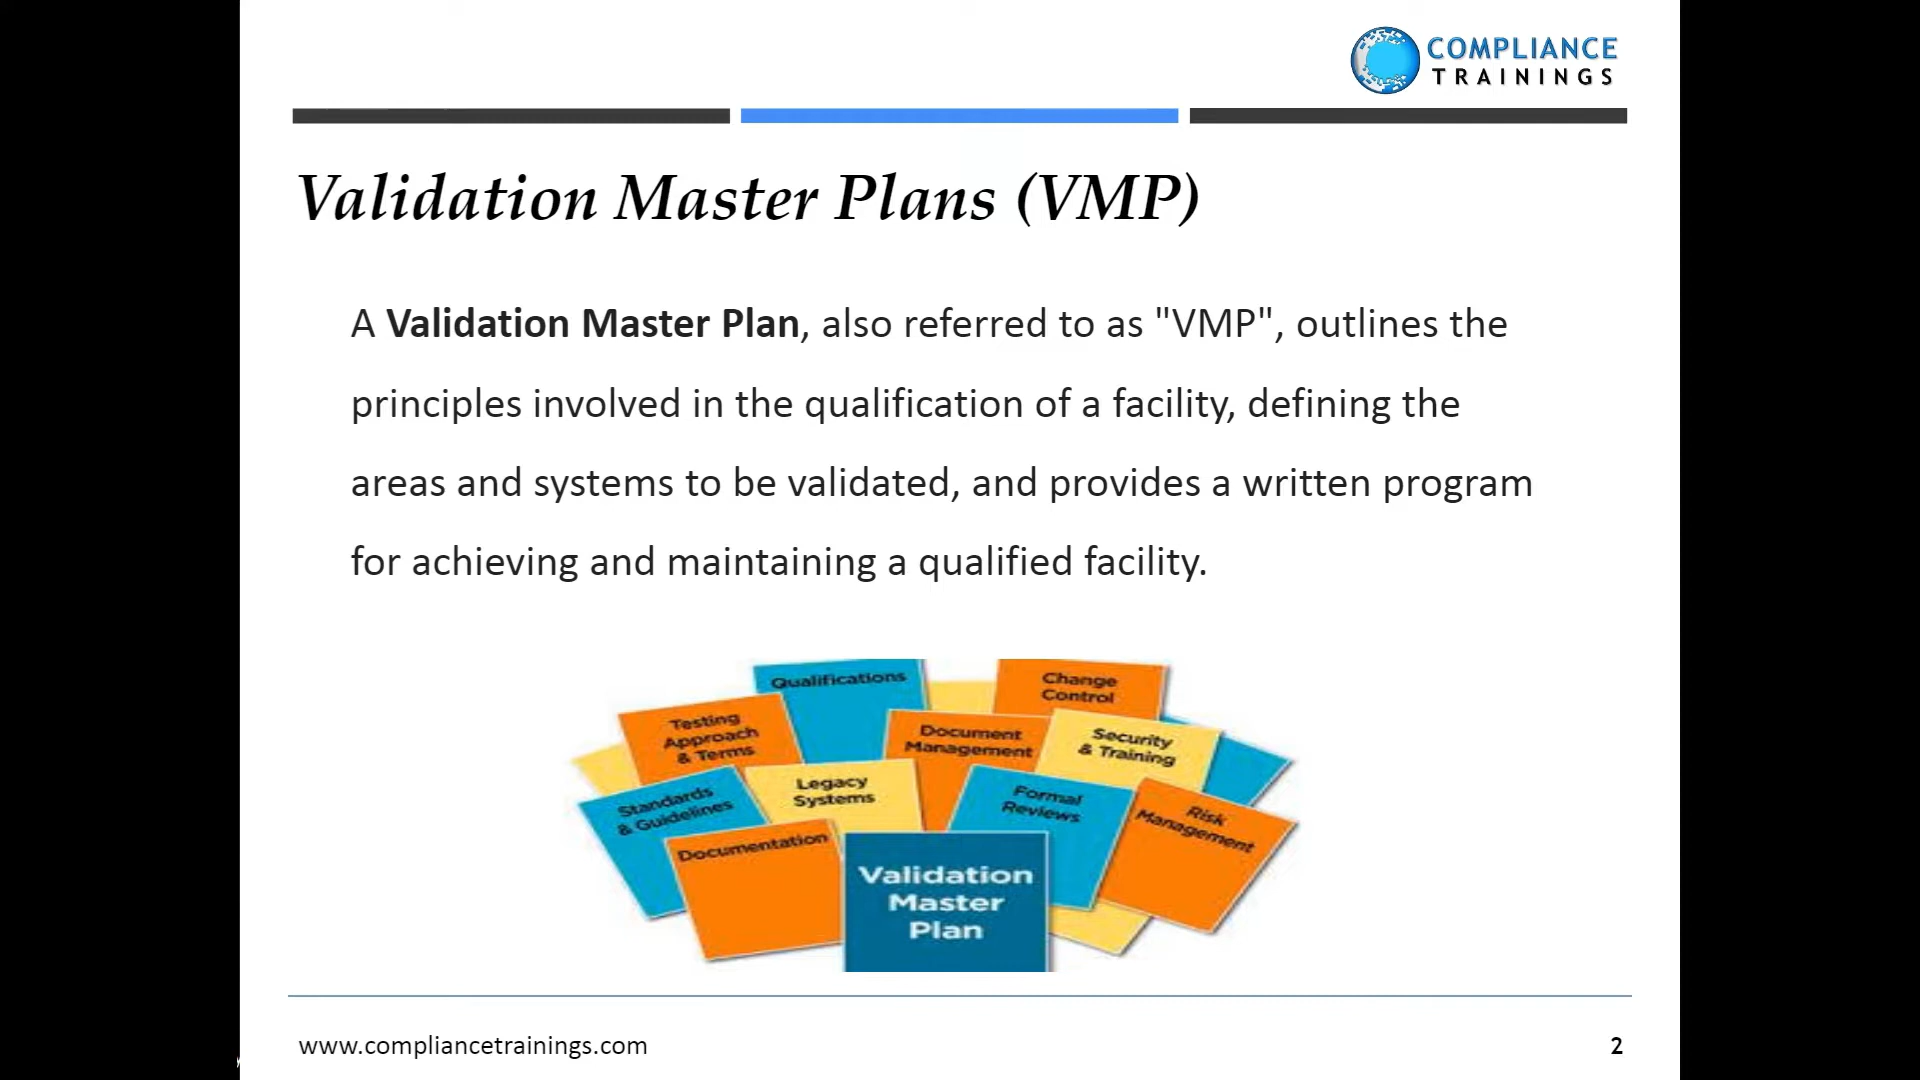 COMPLIANCE
TRAININGS
Validation Master Plans (VMP)
A Validation Master Plan, also referred to as "VMP", outlines the
principles involved in the qualification of a facility, defining the
areas and systems to be validated, and provides a written program
for achieving and maintaining a qualified facility.
Qualifications
Change
Control
Testing
Approach
& Terms
Document
Management
Security
& Training
Legacy
Systems
Standards
& Guidelines
Formal
Reviews
Risk
Management
Documentation
Validation
Master
Plan
www.compliancetrainings.com
2